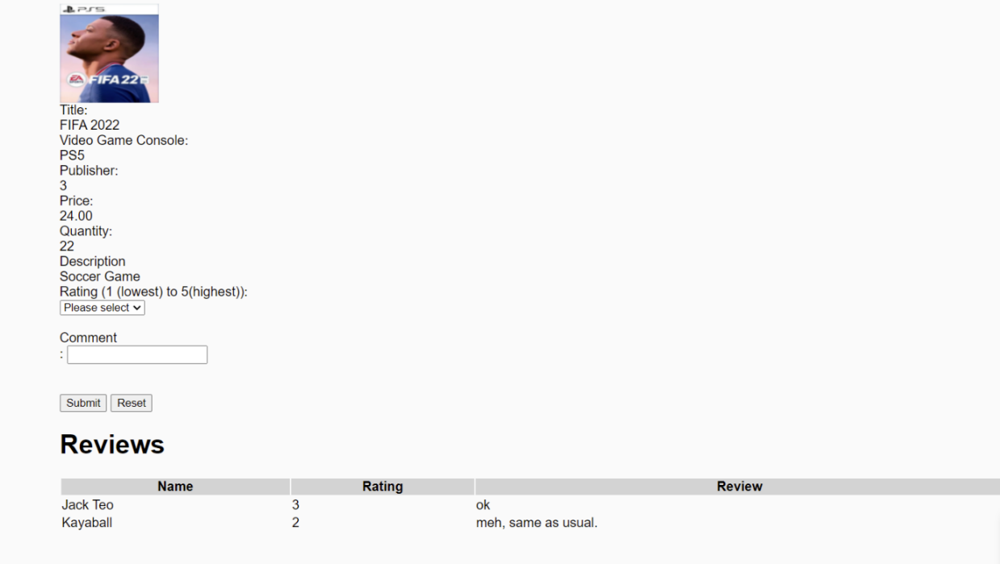 PS5
FIFA 22
Title:
FIFA 2022
Video Game Console:
PS5
Publisher:
3
Price:
24.00
Quantity:
22
Description
Soccer Game
Rating (1 (lowest) to 5(highest)):
Please select
Comment
:
Submit Reset
Reviews
Name Rating Review
Jack Teo 3 ok
Kayaball 2 meh, same as usual.